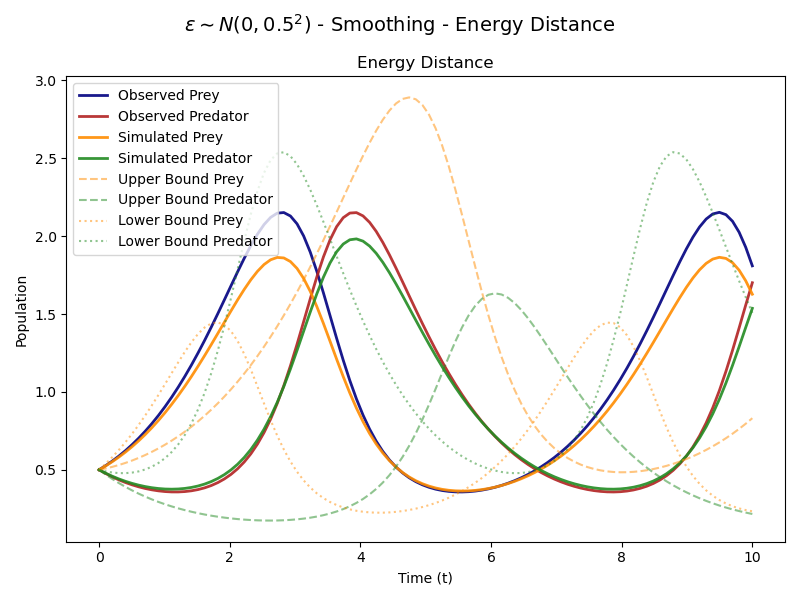 ε ~ N(0, 0.5²) - Smoothing - Energy Distance
Energy Distance
Observed Prey
Observed Predator
Simulated Prey
Simulated Predator
Upper Bound Prey
Upper Bound Predator
Lower Bound Prey
Lower Bound Predator
3.0
2.5
2.0
1.5
1.0
0.5
Population
0 2 4 6 8 10
Time (t)